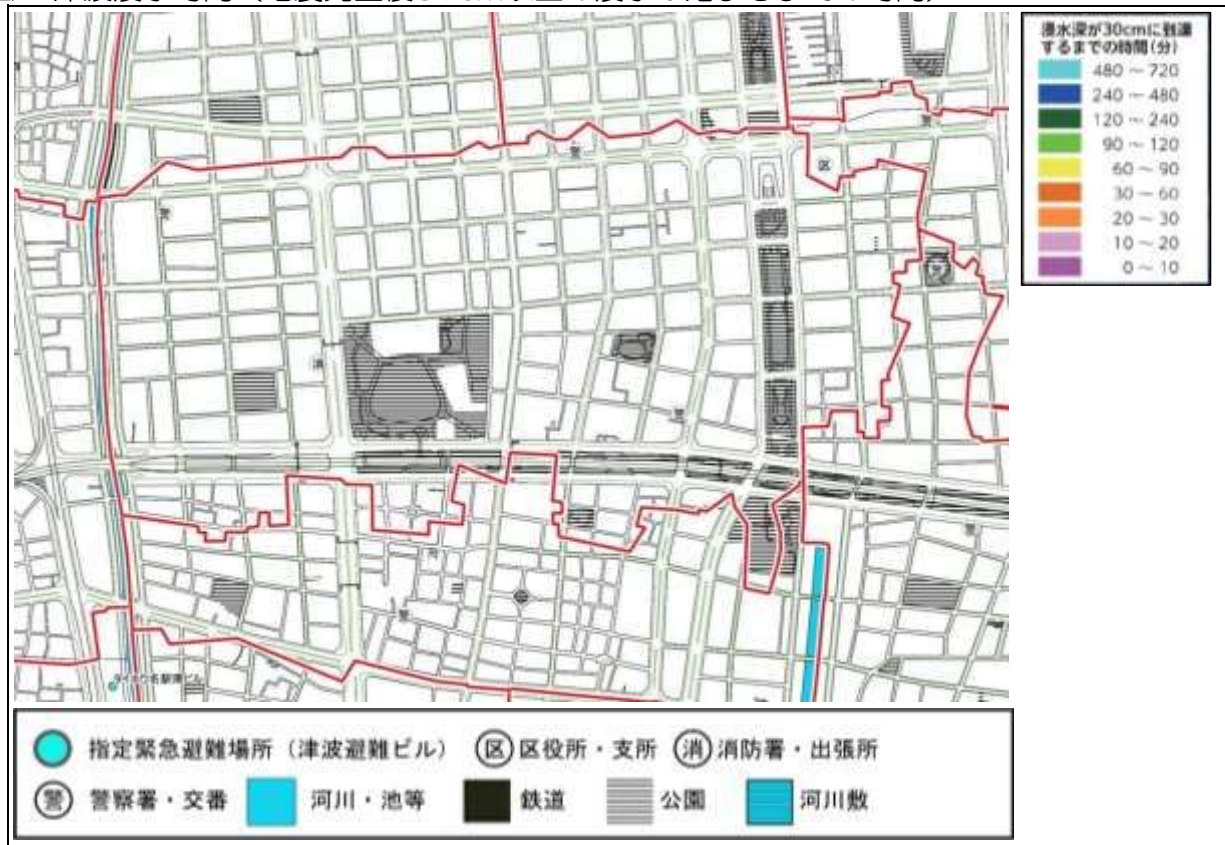 浸水深が30cmに到達
するまでの時間(分)
480 ～ 720
240 ～ 480
120 ～ 240
90 ～ 120
60 ～ 90
30 ～ 60
20 ～ 30
10 ～ 20
0 ～ 10
区
消
指定緊急避難場所（津波避難ビル）
区 区役所・支所
消 消防署・出張所
警 警察署・交番
河川・池等
鉄道
公園
河川敷